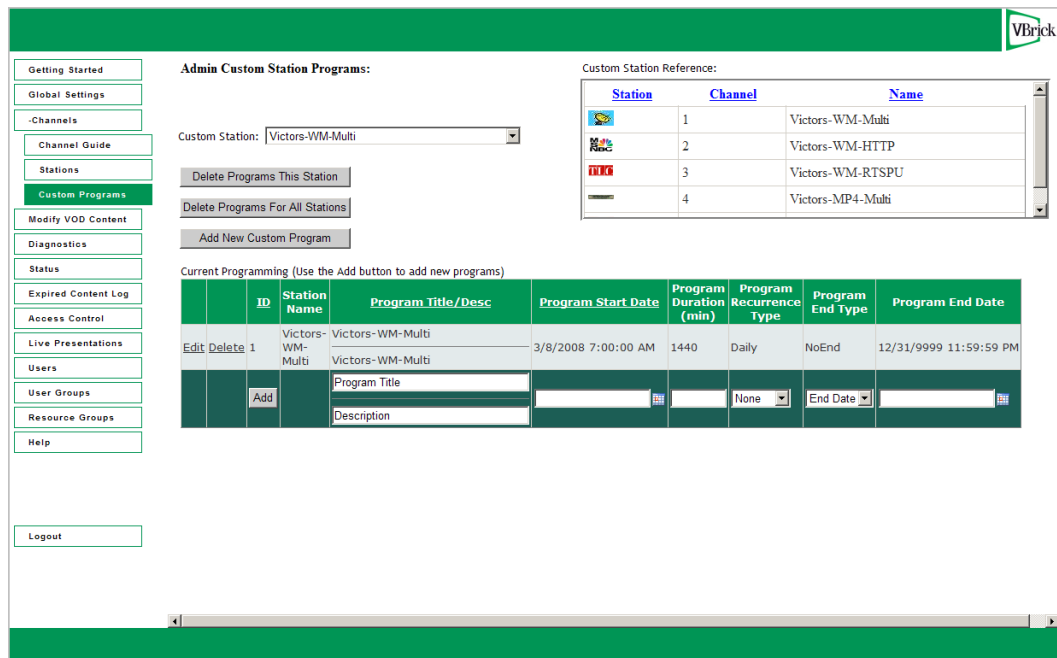 VBrick
Getting Started
Global Settings
-Channels
Channel Guide
Stations
Custom Programs
Modify VOD Content
Diagnostics
Status
Expired Content Log
Access Control
Live Presentations
Users
User Groups
Resource Groups
Help
Logout
Admin Custom Station Programs:
Custom Station: Victors-WM-Multi
Delete Programs This Station
Delete Programs For All Stations
Add New Custom Program
Custom Station Reference:
Station Channel Name
1 Victors-WM-Multi
MSNBC 2 Victors-WM-HTTP
TLC 3 Victors-WM-RTSPU
4 Victors-MP4-Multi
Current Programming (Use the Add button to add new programs)
ID Station Name Program Title/Desc Program Start Date Program Duration (min) Program Recurrence Type Program End Type Program End Date
Edit Delete 1 Victors-WM-Multi Victors-WM-Multi 3/8/2008 7:00:00 AM 1440 Daily NoEnd 12/31/9999 11:59:59 PM
Victors-WM-Multi
Program Title
Add None End Date
Description